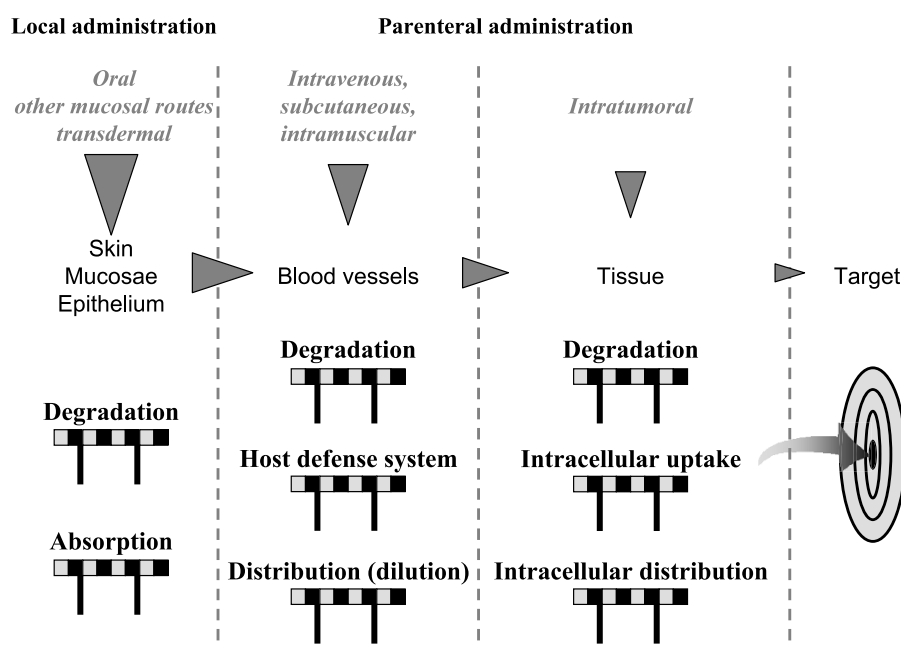 Local administration
Parenteral administration
Oral
other mucosal routes
transdermal
Intravenous,
subcutaneous,
intramuscular
Intratumoral
Skin
Mucosae
Epithelium
Blood vessels
Tissue
Target
Degradation
Absorption
Degradation
Host defense system
Distribution (dilution)
Degradation
Intracellular uptake
Intracellular distribution